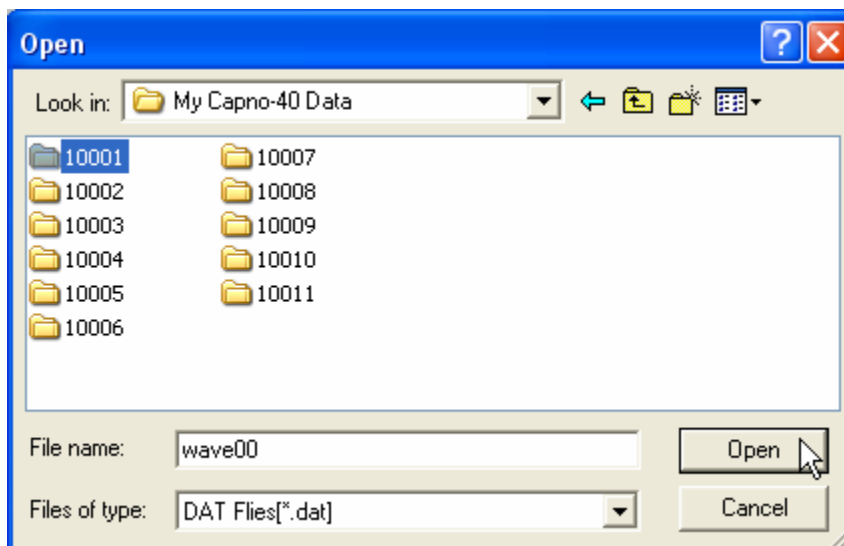 Open
Look in: My Capno-40 Data
10001
10002
10003
10004
10005
10006
10007
10008
10009
10010
10011
File name: wave00 Open
Files of type: DAT Flies[*.dat] Cancel